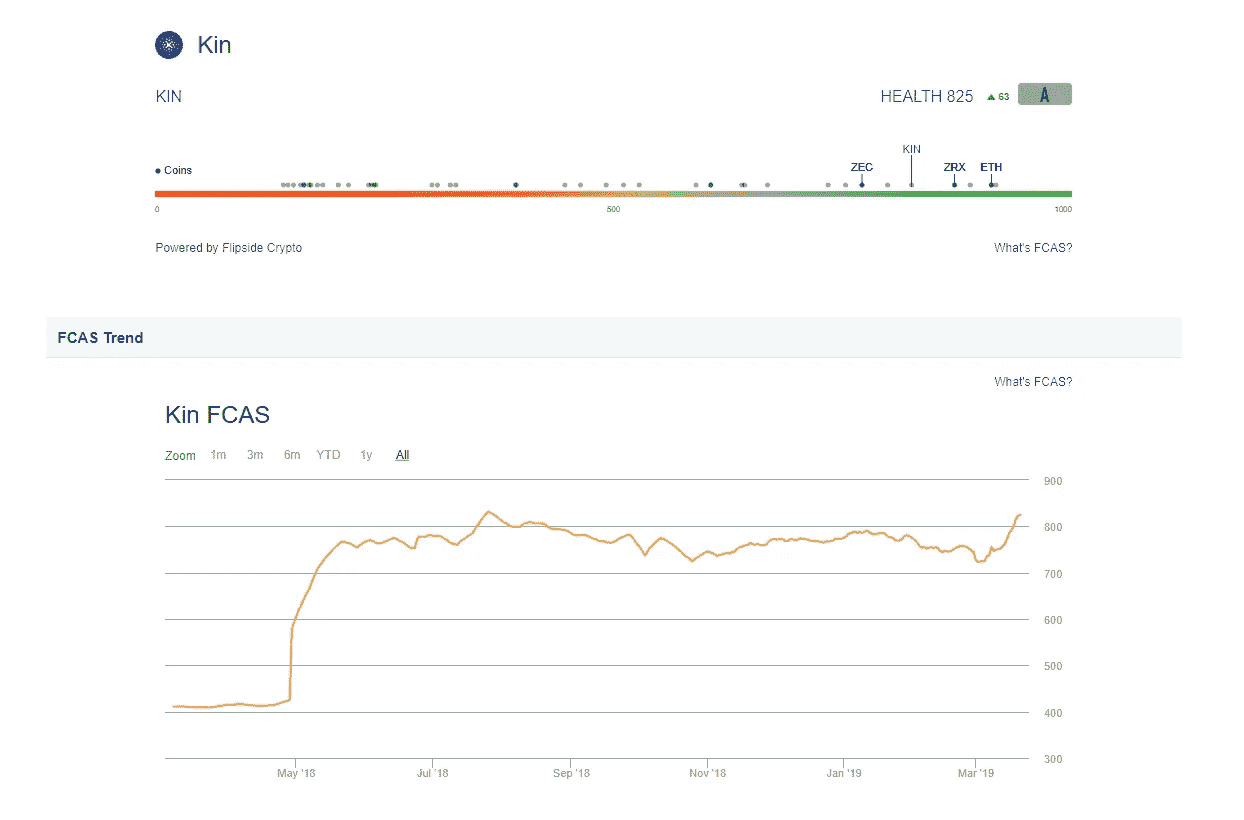 Kin
KIN HEALTH 825 ▲ 63 A
KIN
ZEC ZRX ETH
• Coins
0 500 1000
Powered by Flipside Crypto What's FCAS?
FCAS Trend
What's FCAS?
Kin FCAS
Zoom 1m 3m 6m YTD 1y All
900
800
700
600
500
400
300
May '18 Jul '18 Sep '18 Nov '18 Jan '19 Mar '19